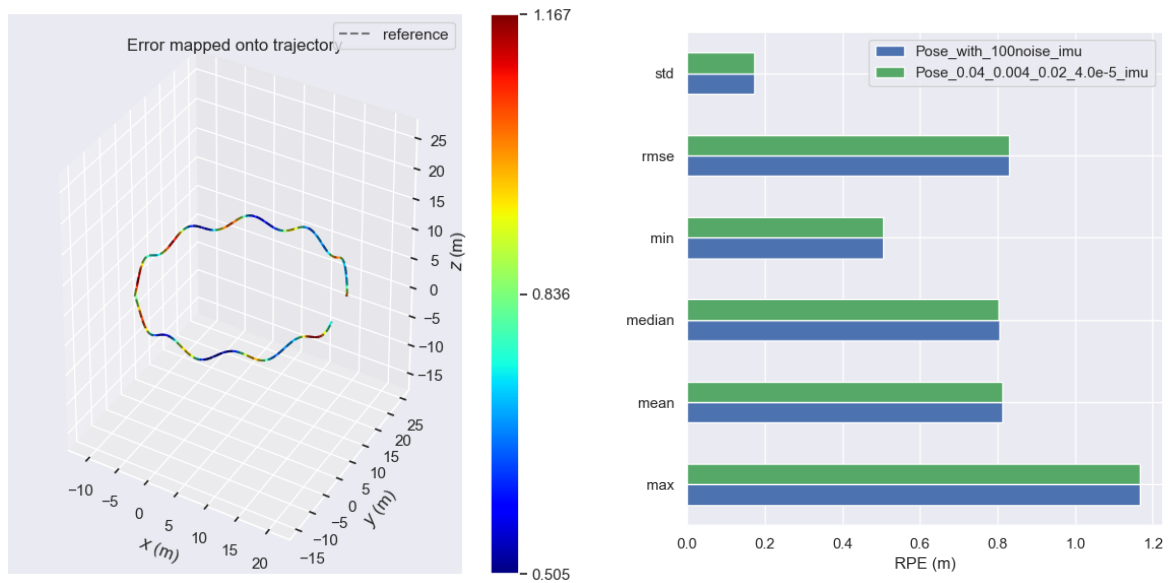 Error mapped onto trajectory
reference
25
20
15
10
5
0
−5
−10
−15
z (m)
25
20
15
10
5
0
−5
−10
−15
y (m)
−10
−5
0
5
10
15
20
x (m)
1.167
0.836
0.505
Pose_with_100noise_imu
Pose_0.04_0.004_0.02_4.0e-5_imu
std
rmse
min
median
mean
max
0.0 0.2 0.4 0.6 0.8 1.0 1.2
RPE (m)